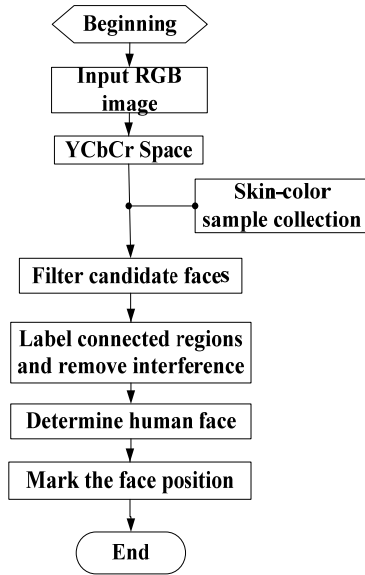 Beginning
Input RGB
image
YCbCr Space
Skin-color
sample collection
Filter candidate faces
Label connected regions
and remove interference
Determine human face
Mark the face position
End